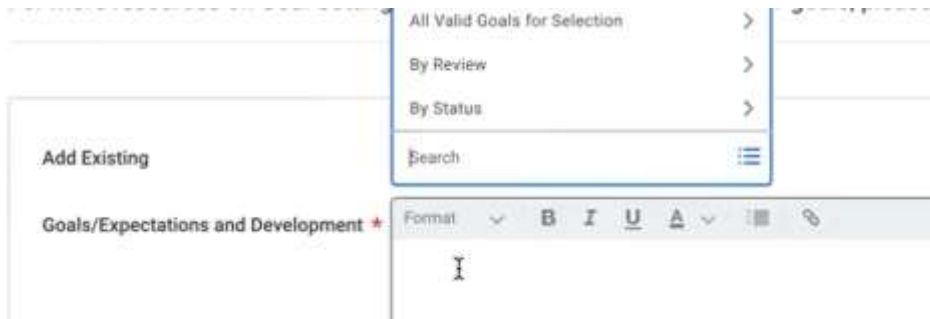 All Valid Goals for Selection
By Review
By Status
Add Existing
Search
Goals/Expectations and Development *
Format
B I U A